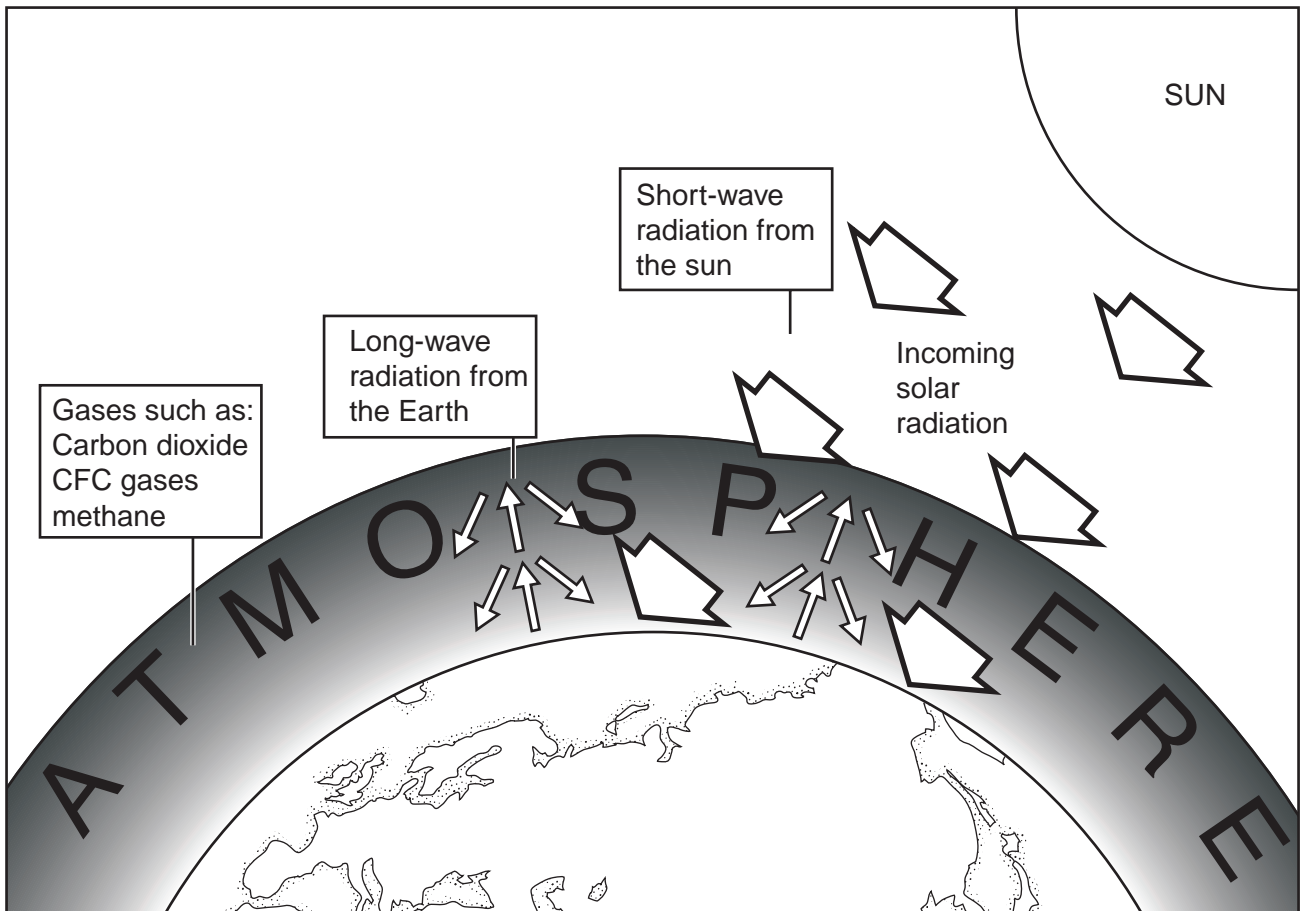 SUN
Short-wave
radiation from
the sun
Incoming
solar
radiation
Long-wave
radiation from
the Earth
Gases such as:
Carbon dioxide
CFC gases
methane
ATMOSPHERE